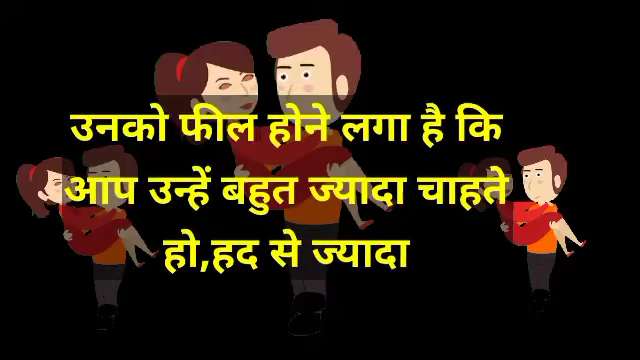 उनको फील होने लगा है कि
आप उन्हें बहुत ज्यादा चाहते
हो,हद से ज्यादा